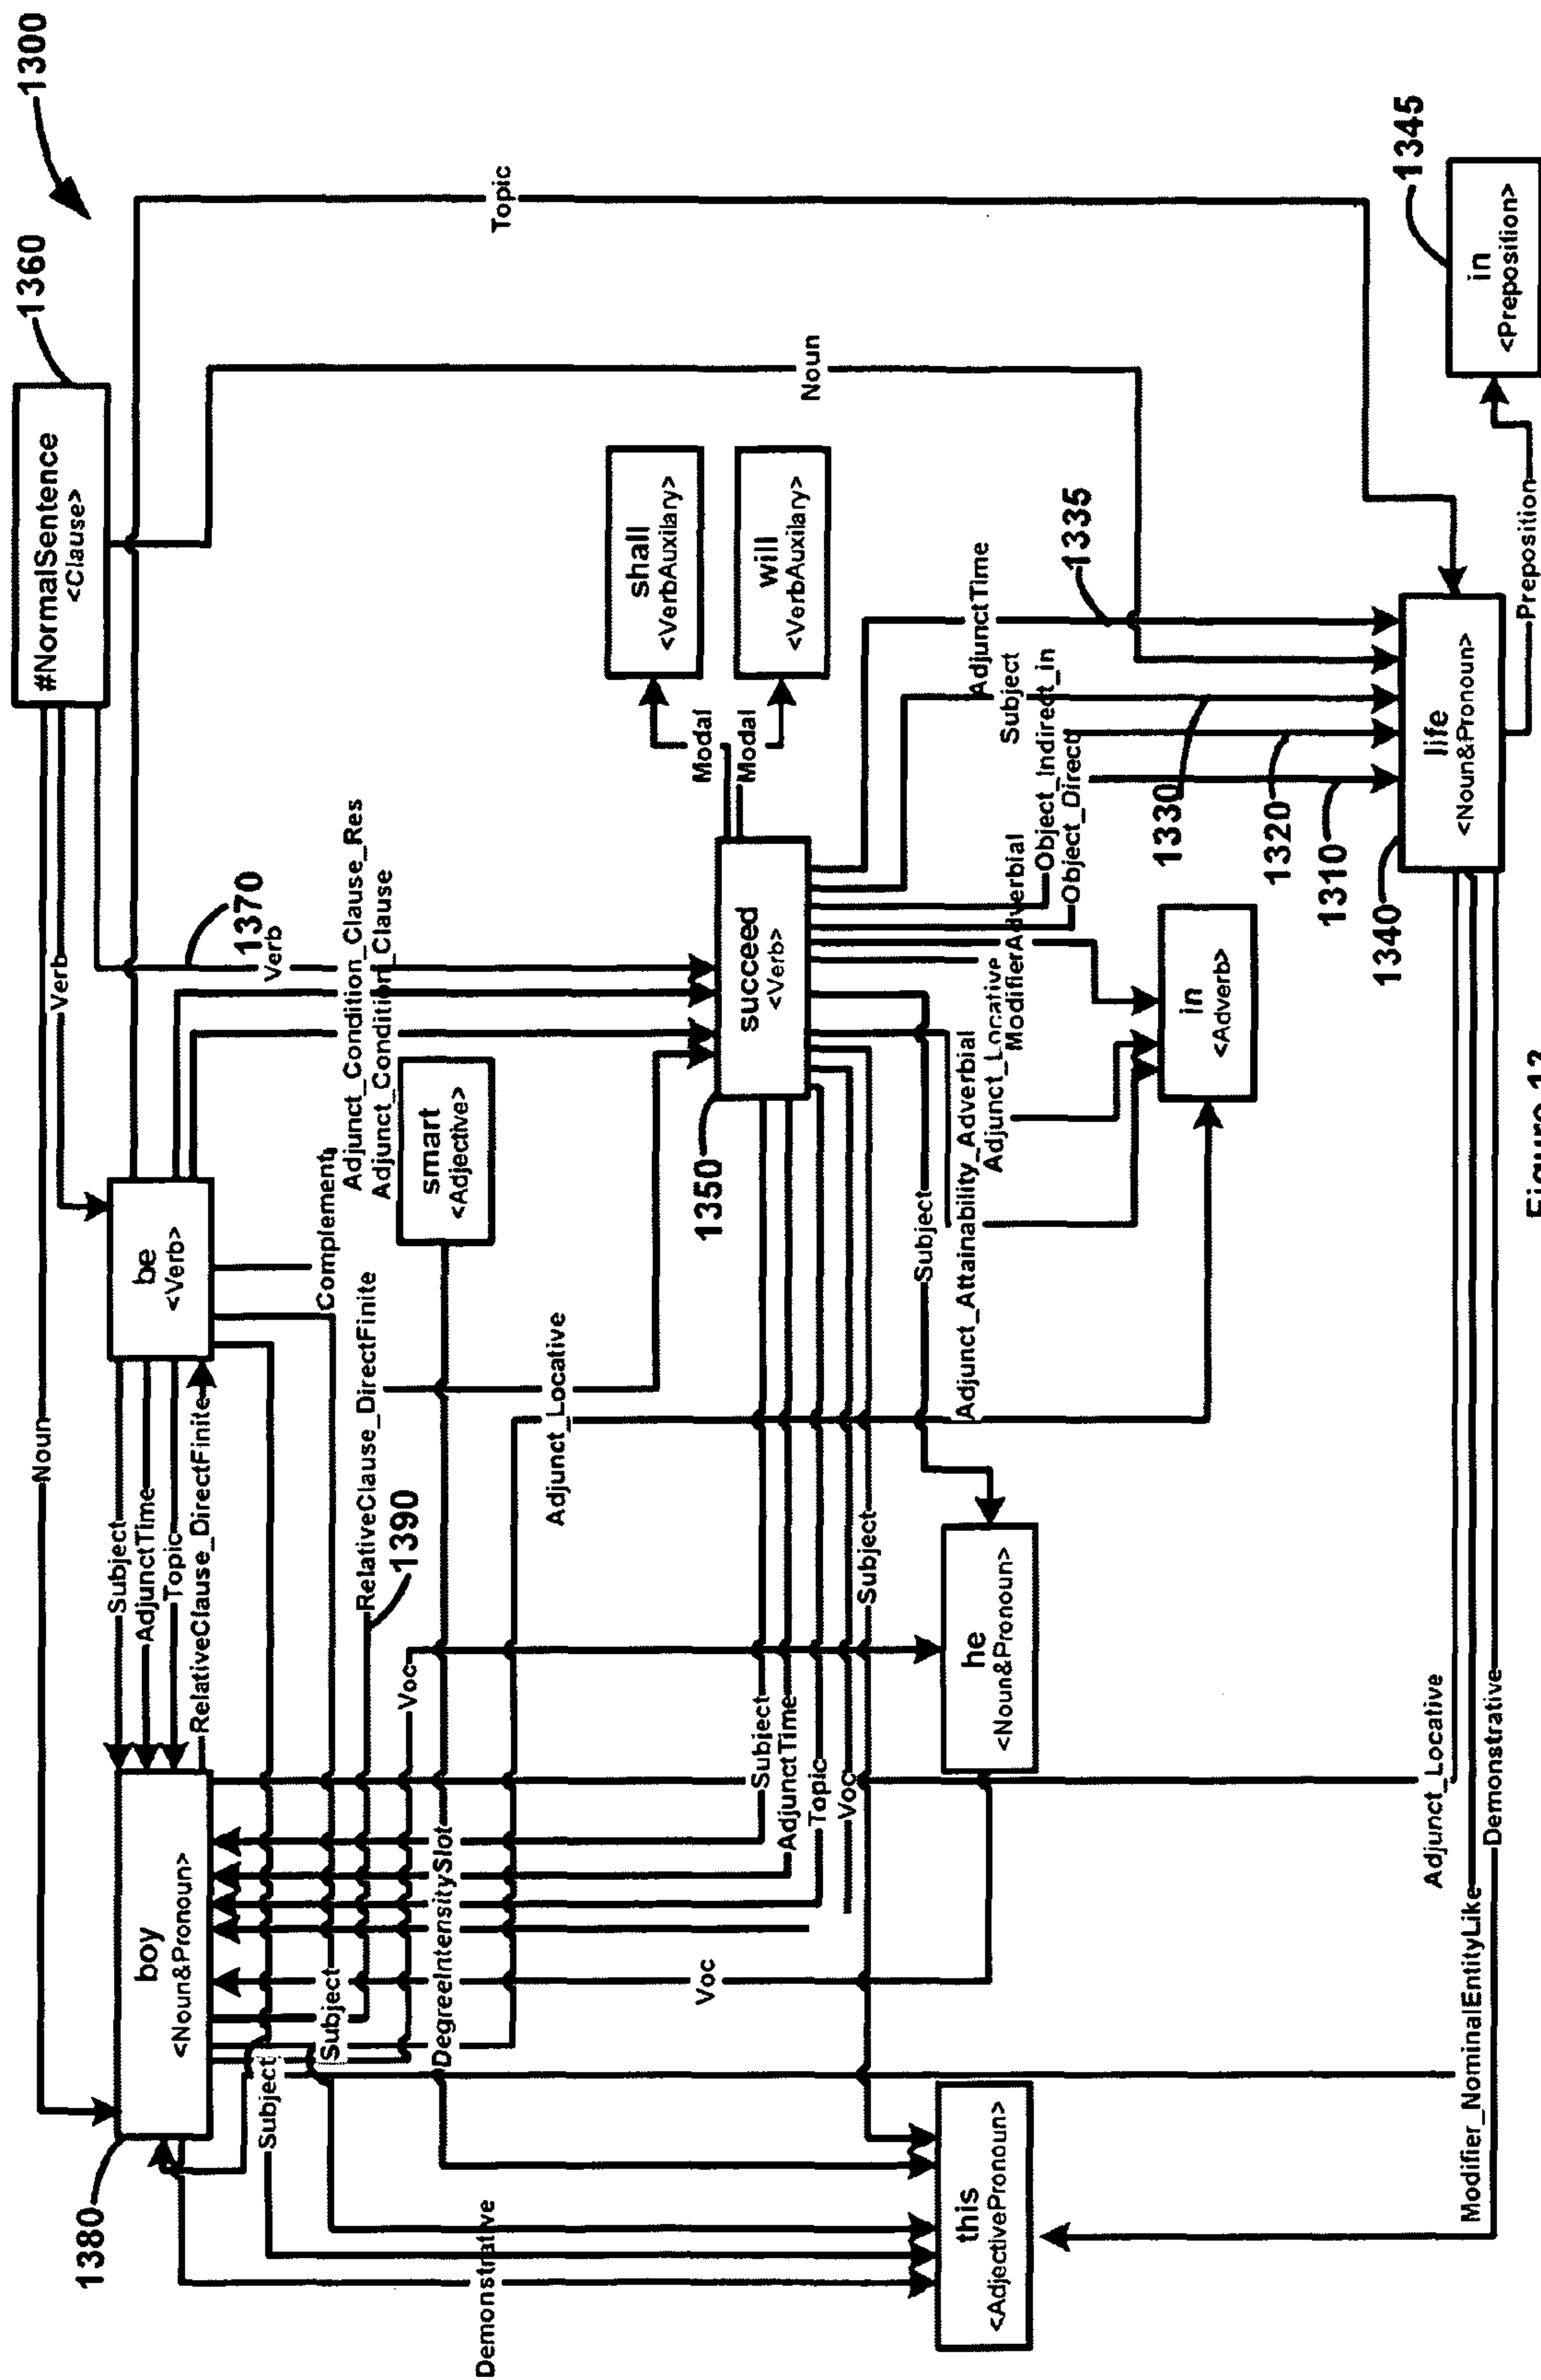 1300
#NormalSentence
<Clause>
1360
Noun
Verb
Topic
Noun
be
<Verb>
Subject
AdjunctTime
Topic
RelativeClause_DirectFinite
boy
<Noun&Pronoun>
1380
Verb
1370
Adjunct_Condition_Clause_Res
Adjunct_Condition_Clause
Complement
RelativeClause_DirectFinite
1390
smart
<Adjective>
Subject
Subject
Voc
DegreeIntensitySlot
Adjunct_Locative
shall
<VerbAuxilary>
will
<VerbAuxilary>
Modal
Modal
succeed
<Verb>
1350
Subject
AdjunctTime
Topic
Voc
Subject
Voc
Demonstrative
AdjunctTime
Subject
Object_Indirect_in
Object_Direct
ModifierAdverbial
Adjunct_Locative
Adjunct_Attainability_Adverbial
Subject
he
<Noun&Pronoun>
this
<AdjectivePronoun>
in
<Adverb>
1335
1330
1320
1310
1340
life
<Noun&Pronoun>
1345
in
<Preposition>
Preposition
Adjunct_Locative
Modifier_NominalEntityLike
Demonstrative
Figure 13